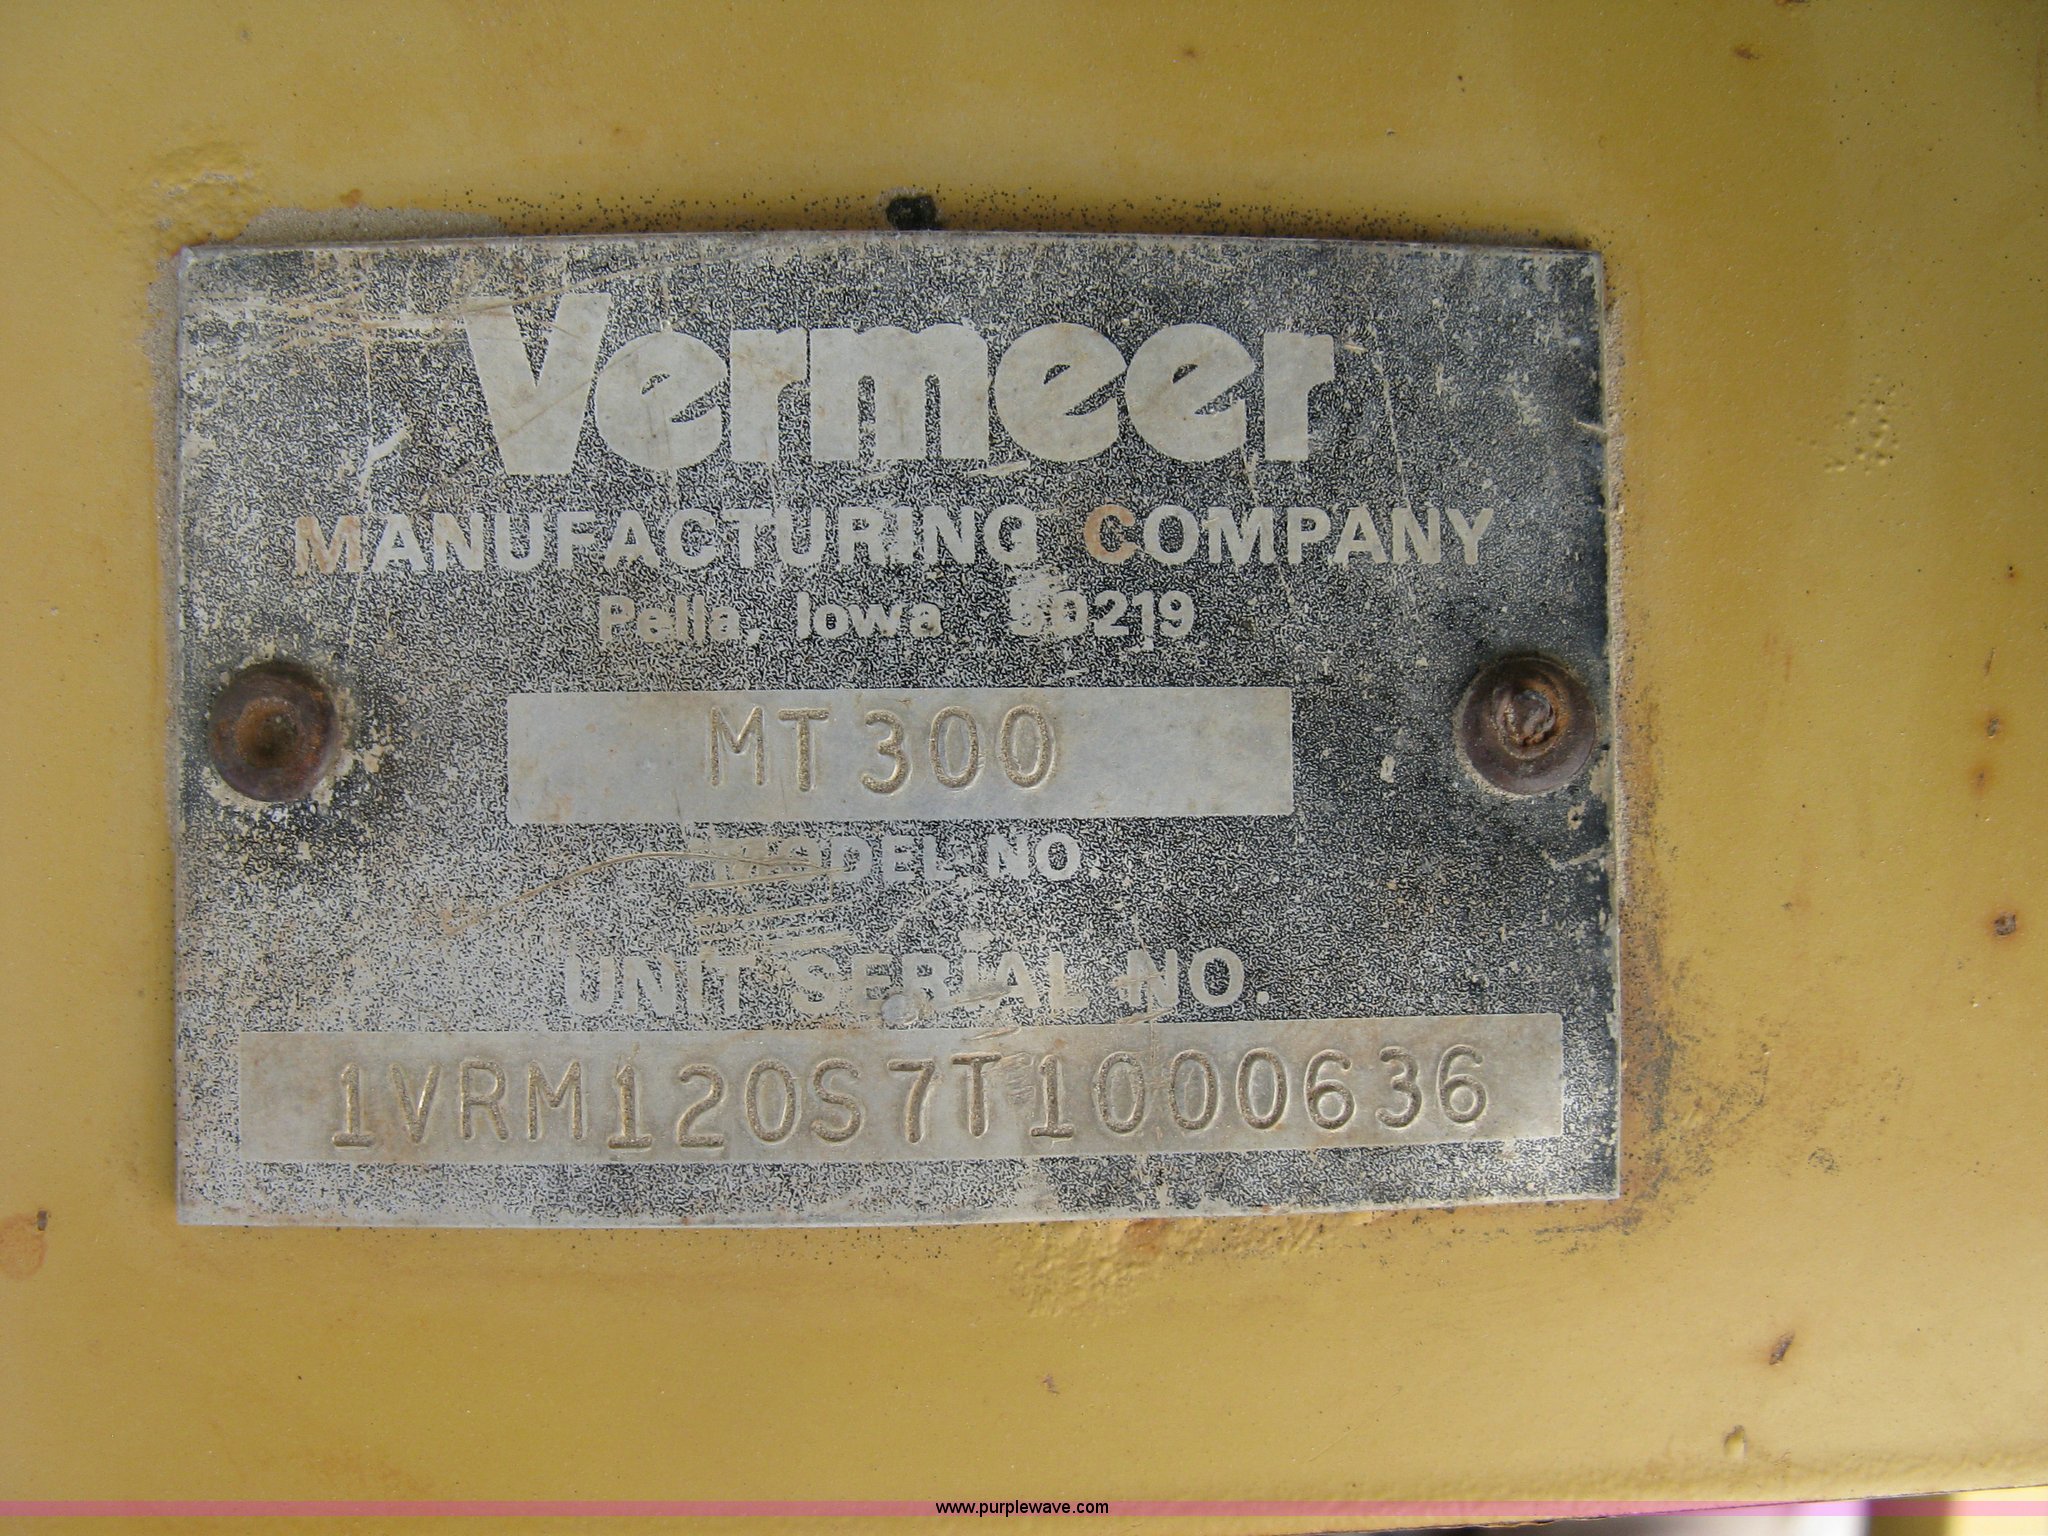 Vermeer
MANUFACTURING COMPANY
Pella, Iowa 50219
MT300
MODEL NO.
UNIT SERIAL NO.
1VRM120S7T1000636
www.purplewave.com